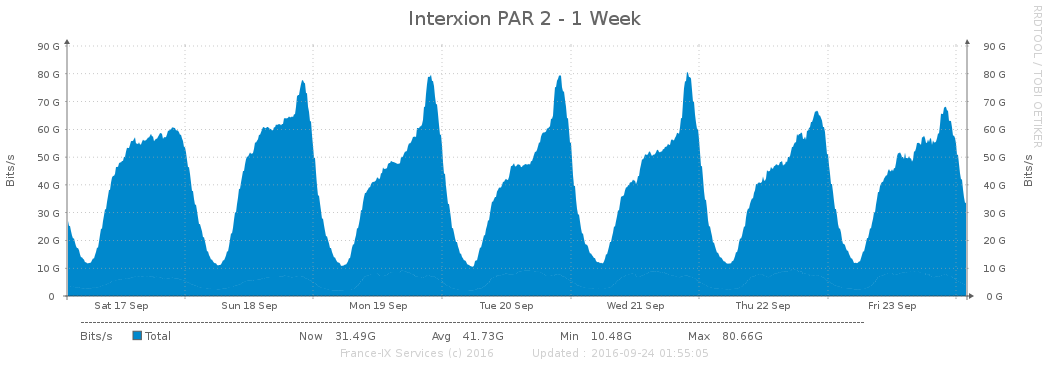 Interxion PAR 2 - 1 Week
RRDTOOL / TOBI OETIKER
Bits/s
90 G 90 G
80 G 80 G
70 G 70 G
60 G 60 G
50 G 50 G
40 G 40 G
30 G 30 G
20 G 20 G
10 G 10 G
0 0 G
Bits/s
Sat 17 Sep Sun 18 Sep Mon 19 Sep Tue 20 Sep Wed 21 Sep Thu 22 Sep Fri 23 Sep
Bits/s Total Now 31.49G Avg 41.73G Min 10.48G Max 80.66G
France-IX Services (c) 2016 Updated : 2016-09-24 01:55:05